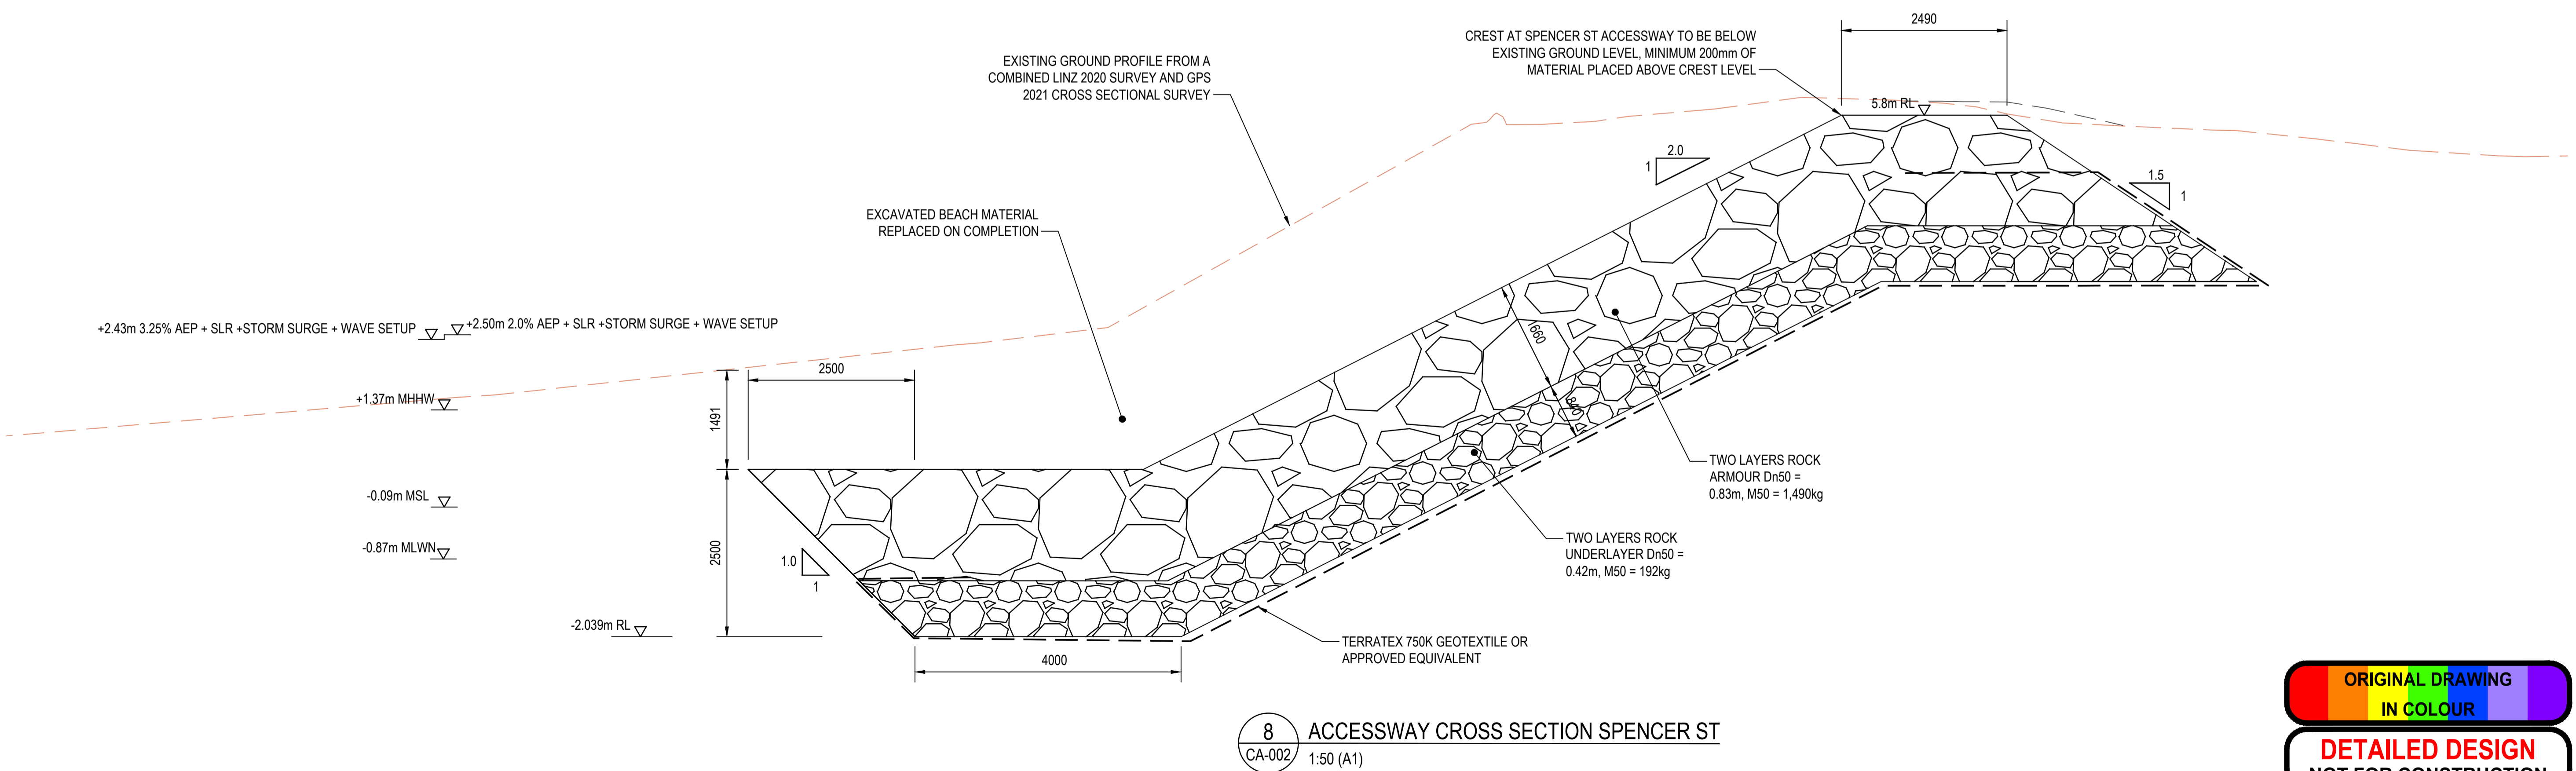 2490
CREST AT SPENCER ST ACCESSWAY TO BE BELOW
EXISTING GROUND LEVEL, MINIMUM 200mm OF
MATERIAL PLACED ABOVE CREST LEVEL
EXISTING GROUND PROFILE FROM A
COMBINED LINZ 2020 SURVEY AND GPS
2021 CROSS SECTIONAL SURVEY
5.8m RL
2.0
1
1.5
1
EXCAVATED BEACH MATERIAL
REPLACED ON COMPLETION
+2.43m 3.25% AEP + SLR +STORM SURGE + WAVE SETUP
+2.50m 2.0% AEP + SLR +STORM SURGE + WAVE SETUP
1660
840
2500
+1.37m MHHW
1491
-0.09m MSL
-0.87m MLWN
2500
1.0
1
-2.039m RL
TWO LAYERS ROCK
ARMOUR Dn50 =
0.83m, M50 = 1,490kg
TWO LAYERS ROCK
UNDERLAYER Dn50 =
0.42m, M50 = 192kg
TERRATEX 750K GEOTEXTILE OR
APPROVED EQUIVALENT
4000
8
CA-002
ACCESSWAY CROSS SECTION SPENCER ST
1:50 (A1)
ORIGINAL DRAWING
IN COLOUR
DETAILED DESIGN
NOT FOR CONSTRUCTION